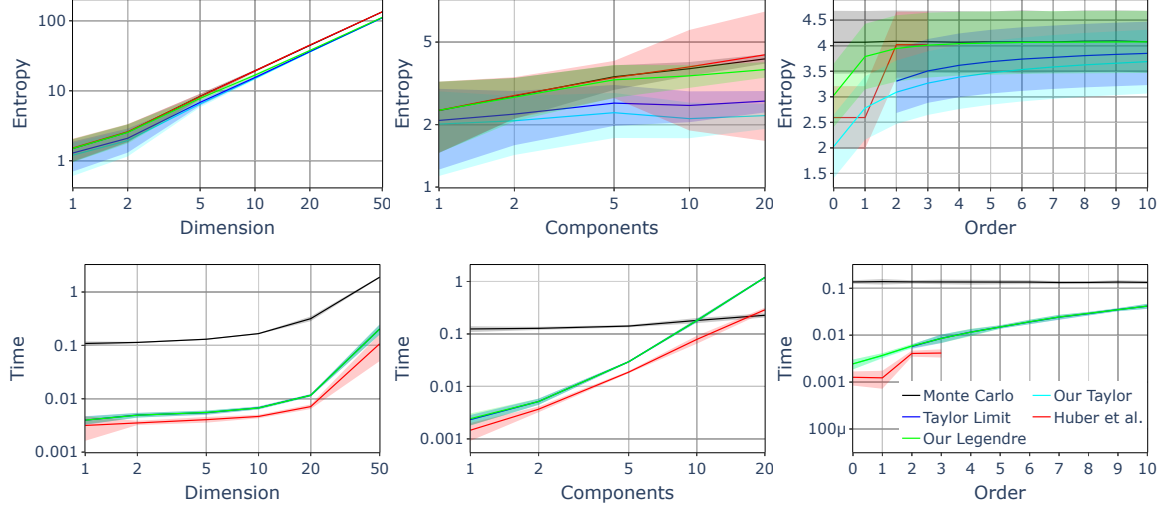 Entropy
100
10
1
1
2
5
10
20
50
Dimension
Entropy
5
2
1
1
2
5
10
20
Components
Entropy
4.5
4
3.5
3
2.5
2
1.5
0 1 2 3 4 5 6 7 8 9 10
Order
Time
1
0.1
0.01
0.001
1
2
5
10
20
50
Dimension
Time
1
0.1
0.01
0.001
1
2
5
10
20
Components
Time
0.1
0.01
0.001
100μ
Monte Carlo
Our Taylor
Taylor Limit
Huber et al.
Our Legendre
0 1 2 3 4 5 6 7 8 9 10
Order